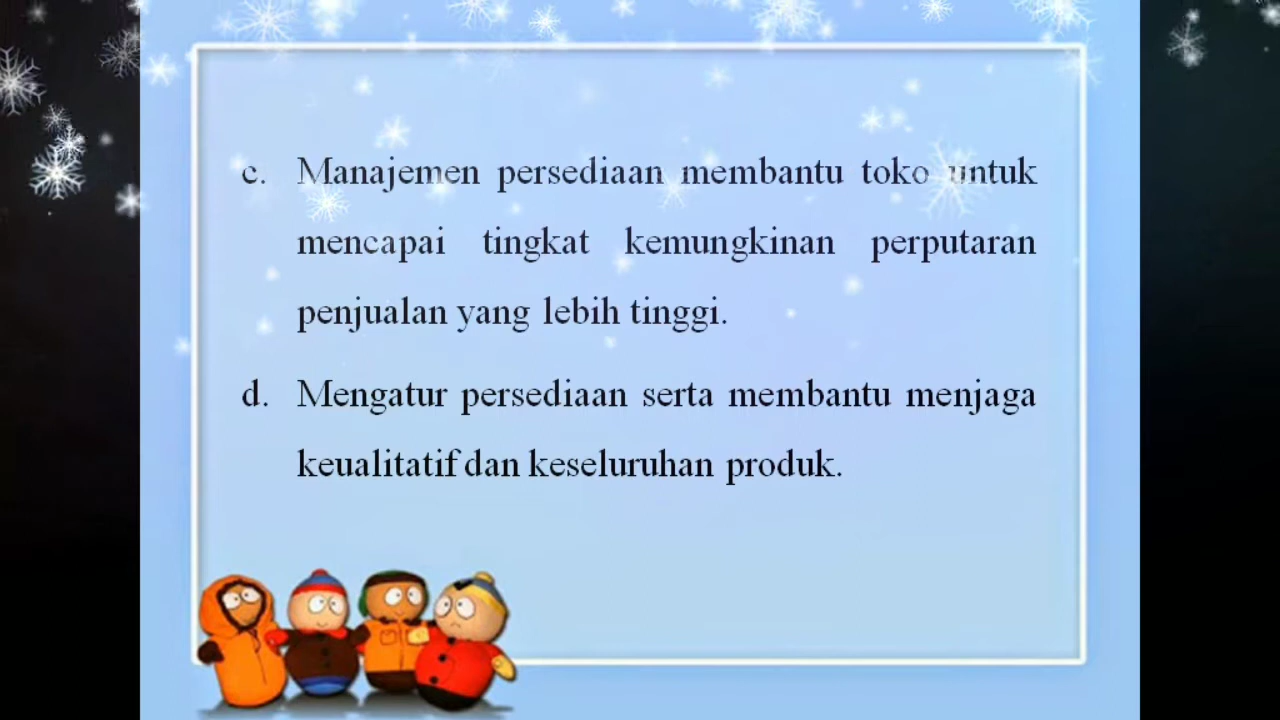 c. Manajemen persediaan membantu toko untuk
mencapai tingkat kemungkinan perputaran
penjualan yang lebih tinggi.
d. Mengatur persediaan serta membantu menjaga
keualitatif dan keseluruhan produk.